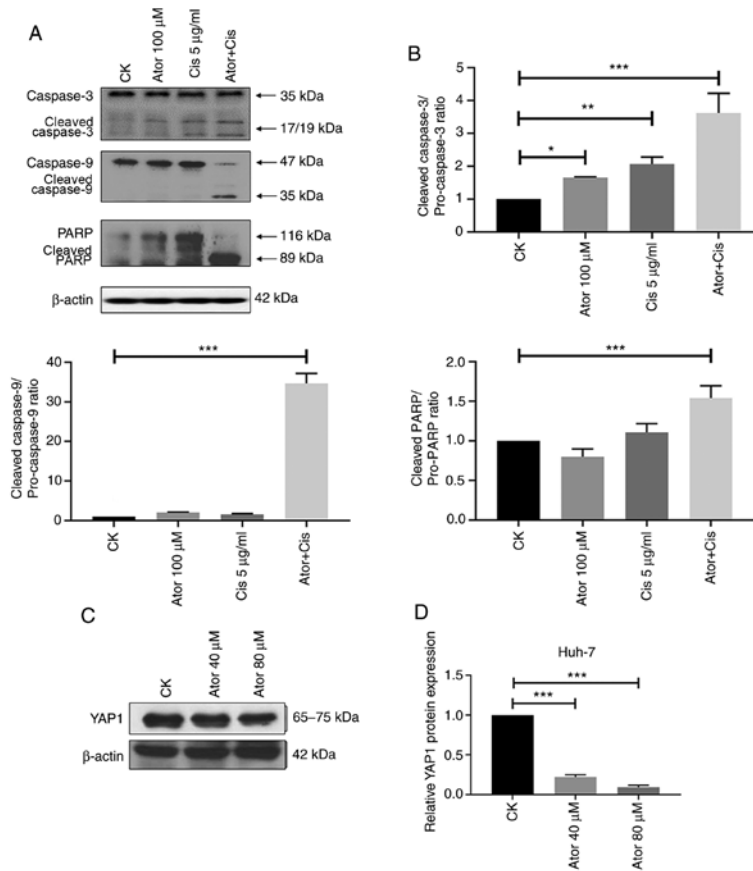 A
CK
Ator 100 μM
Cis 5 μg/ml
Ator+Cis
Caspase-3
35 kDa
Cleaved
caspase-3
17/19 kDa
Caspase-9
47 kDa
Cleaved
caspase-9
35 kDa
PARP
116 kDa
Cleaved
PARP
89 kDa
β-actin
42 kDa
B
Cleaved caspase-3/
Pro-caspase-3 ratio
5
4
3
2
1
0
***
**
*
CK
Ator 100 μM
Cis 5 μg/ml
Ator+Cis
Cleaved caspase-9/
Pro-caspase-9 ratio
40
30
20
10
0
***
CK
Ator 100 μM
Cis 5 μg/ml
Ator+Cis
Cleaved PARP/
Pro-PARP ratio
2.0
1.5
1.0
0.5
0.0
***
CK
Ator 100 μM
Cis 5 μg/ml
Ator+Cis
C
CK
Ator 40 μM
Ator 80 μM
YAP1
65–75 kDa
β-actin
42 kDa
D
Huh-7
Relative YAP1 protein expression
1.5
1.0
0.5
0.0
***
***
CK
Ator 40 μM
Ator 80 μM